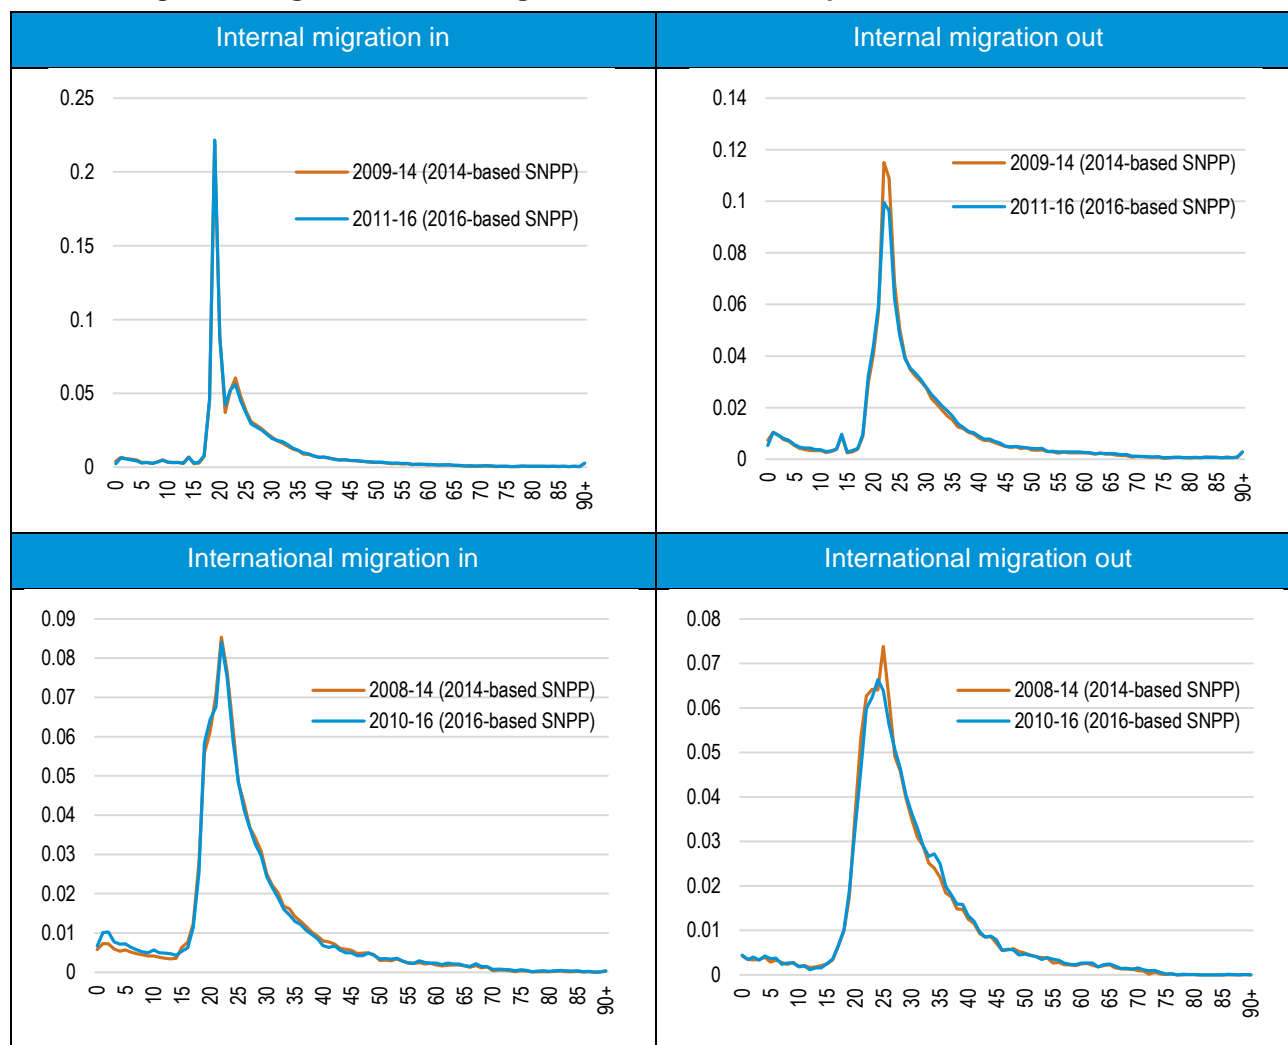 Internal migration in
Internal migration out
0.25
0.2
0.15
0.1
0.05
0
2009-14 (2014-based SNPP)
2011-16 (2016-based SNPP)
0 5 10 15 20 25 30 35 40 45 50 55 60 65 70 75 80 85 90+
0.14
0.12
0.1
0.08
0.06
0.04
0.02
0
2009-14 (2014-based SNPP)
2011-16 (2016-based SNPP)
0 5 10 15 20 25 30 35 40 45 50 55 60 65 70 75 80 85 90+
International migration in
International migration out
0.09
0.08
0.07
0.06
0.05
0.04
0.03
0.02
0.01
0
2008-14 (2014-based SNPP)
2010-16 (2016-based SNPP)
0 5 10 15 20 25 30 35 40 45 50 55 60 65 70 75 80 85 90+
0.08
0.07
0.06
0.05
0.04
0.03
0.02
0.01
0
2008-14 (2014-based SNPP)
2010-16 (2016-based SNPP)
0 5 10 15 20 25 30 35 40 45 50 55 60 65 70 75 80 85 90+